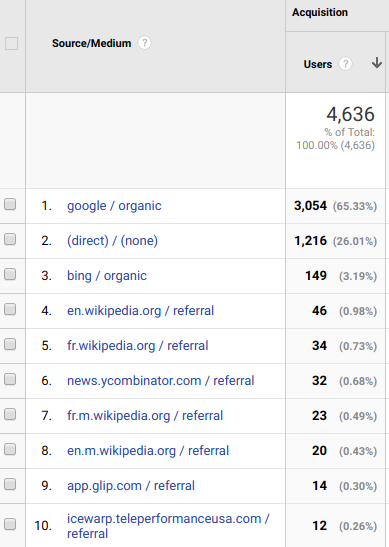 Acquisition
Source/Medium ?
Users ?
4,636
% of Total:
100.00% (4,636)
1. google / organic 3,054 (65.33%)
2. (direct) / (none) 1,216 (26.01%)
3. bing / organic 149 (3.19%)
4. en.wikipedia.org / referral 46 (0.98%)
5. fr.wikipedia.org / referral 34 (0.73%)
6. news.ycombinator.com / referral 32 (0.68%)
7. fr.m.wikipedia.org / referral 23 (0.49%)
8. en.m.wikipedia.org / referral 20 (0.43%)
9. app.glip.com / referral 14 (0.30%)
10. icewarp.teleperformanceusa.com / 12 (0.26%)
referral